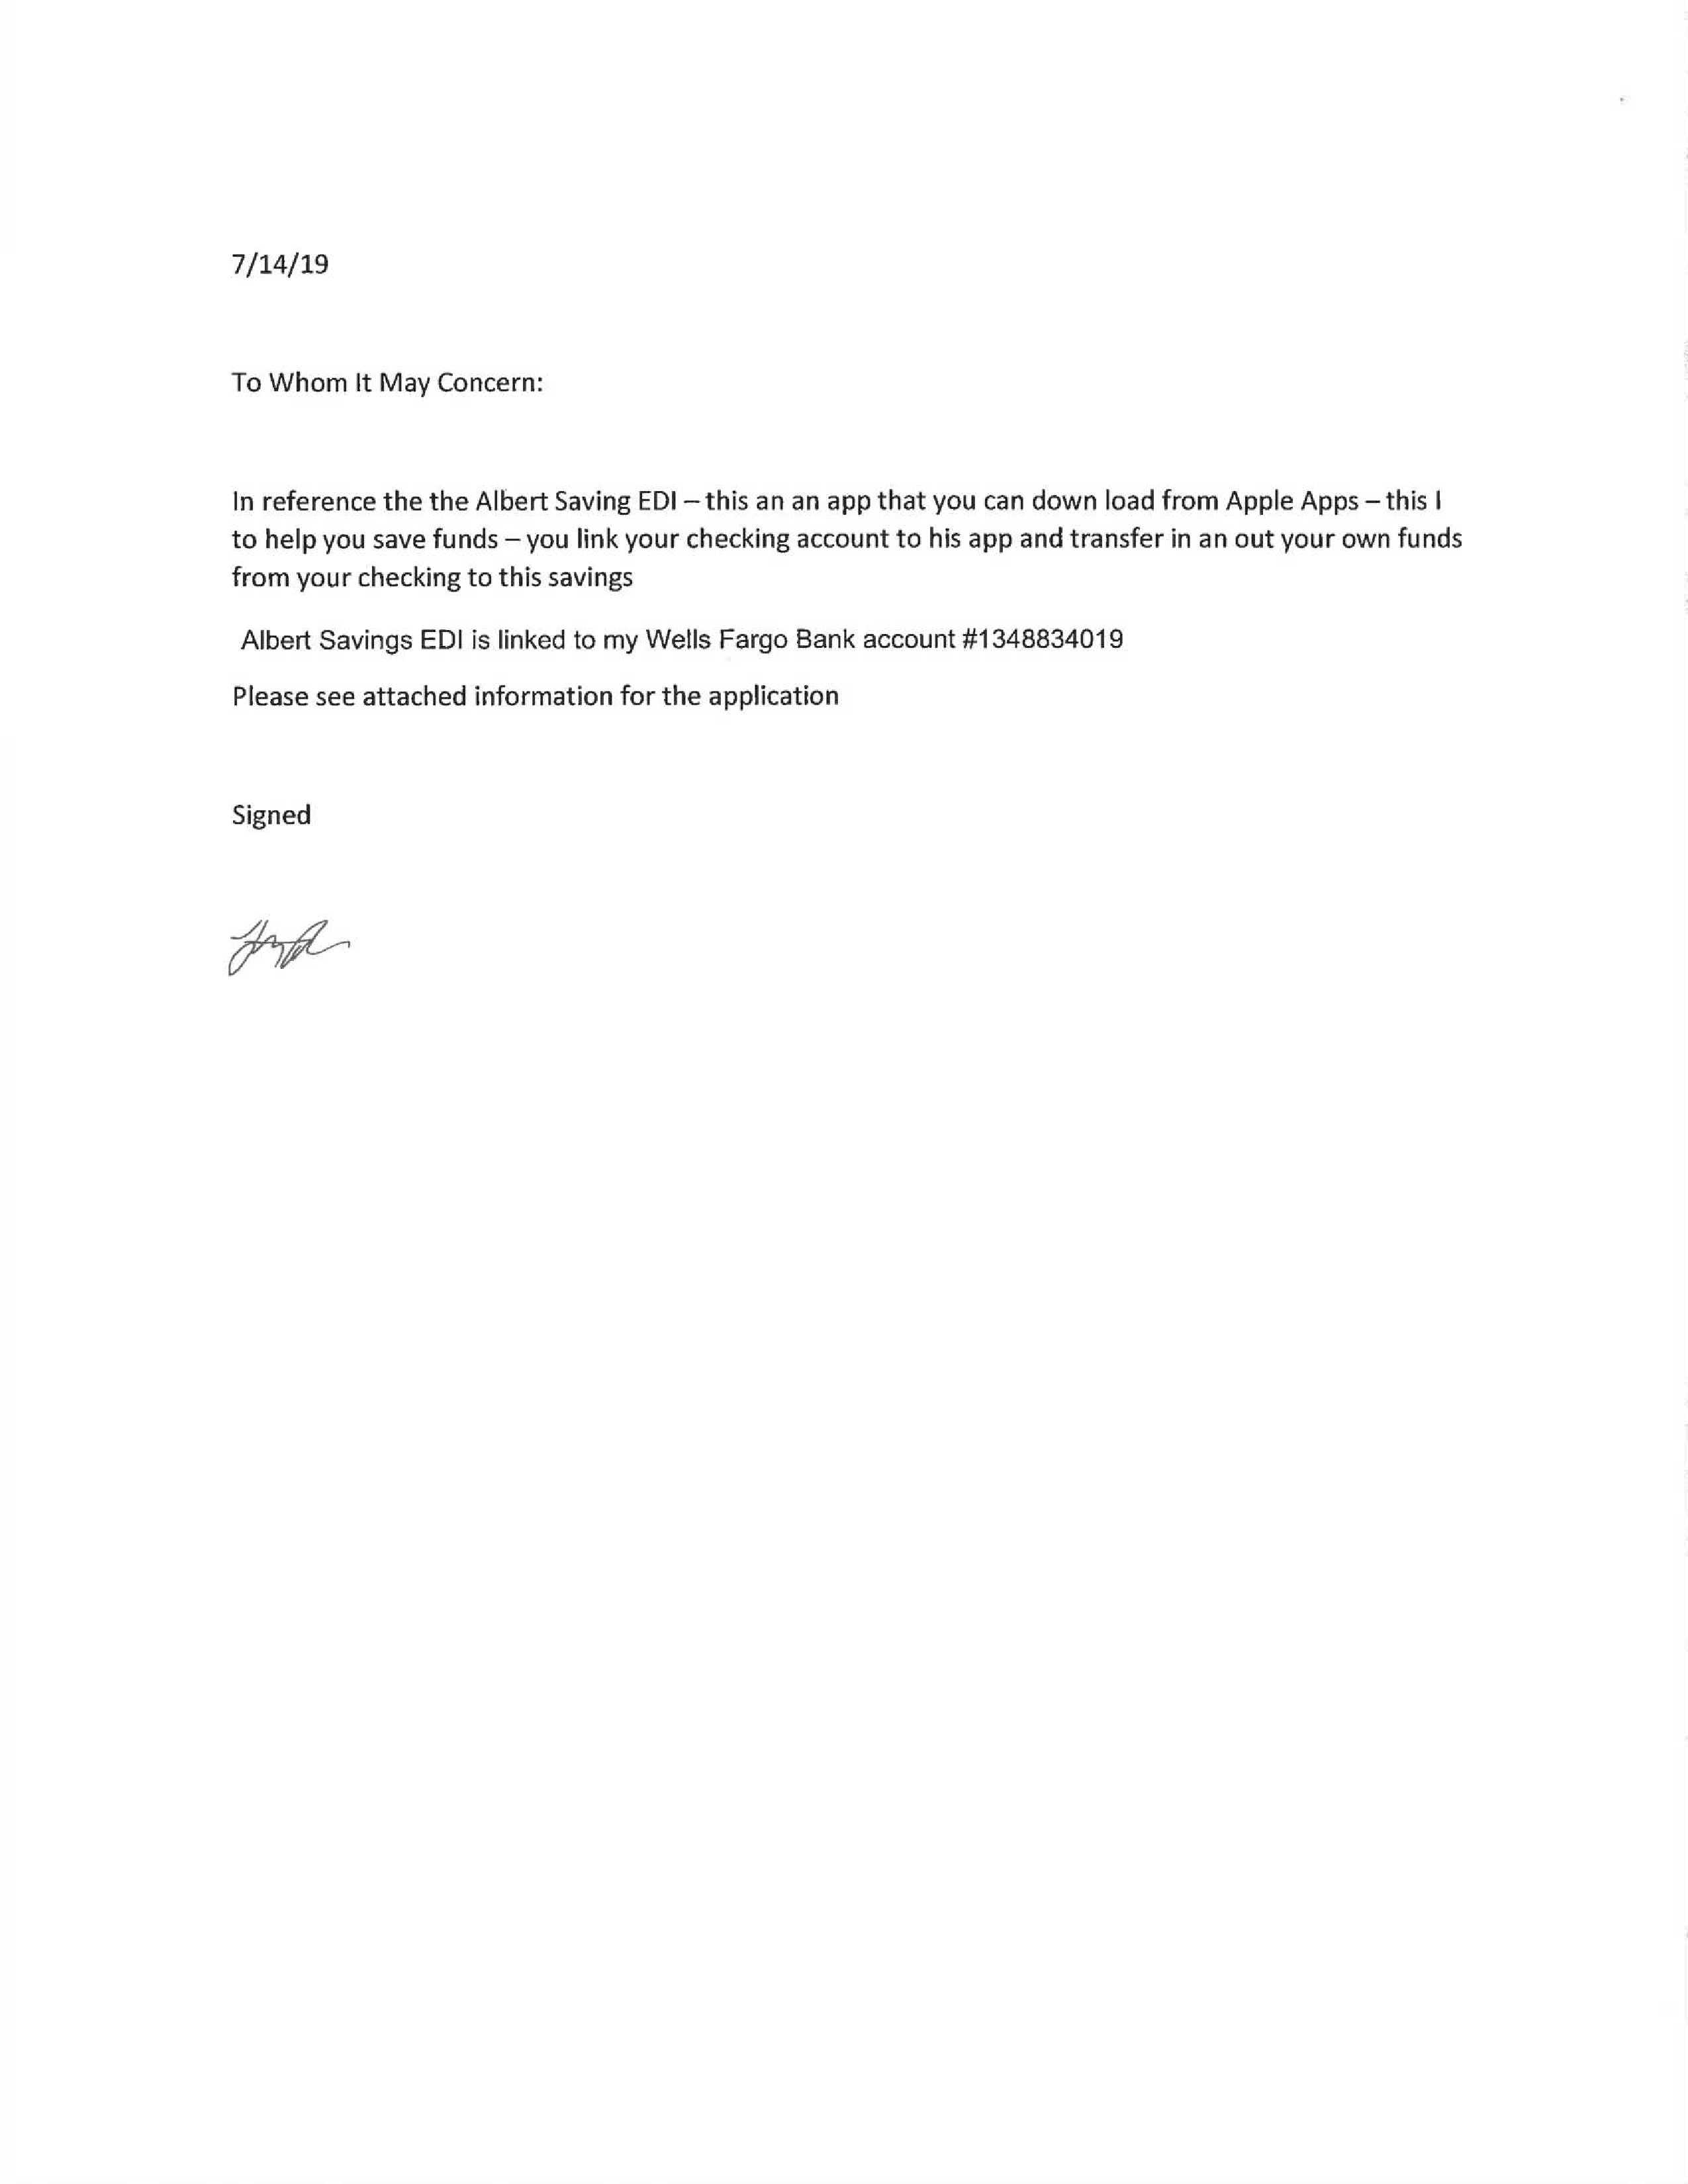 7/14/19
To Whom It May Concern:
In reference the the Albert Saving EDI – this an an app that you can down load from Apple Apps – this I
to help you save funds – you link your checking account to his app and transfer in an out your own funds
from your checking to this savings
Albert Savings EDI is linked to my Wells Fargo Bank account #1348834019
Please see attached information for the application
Signed